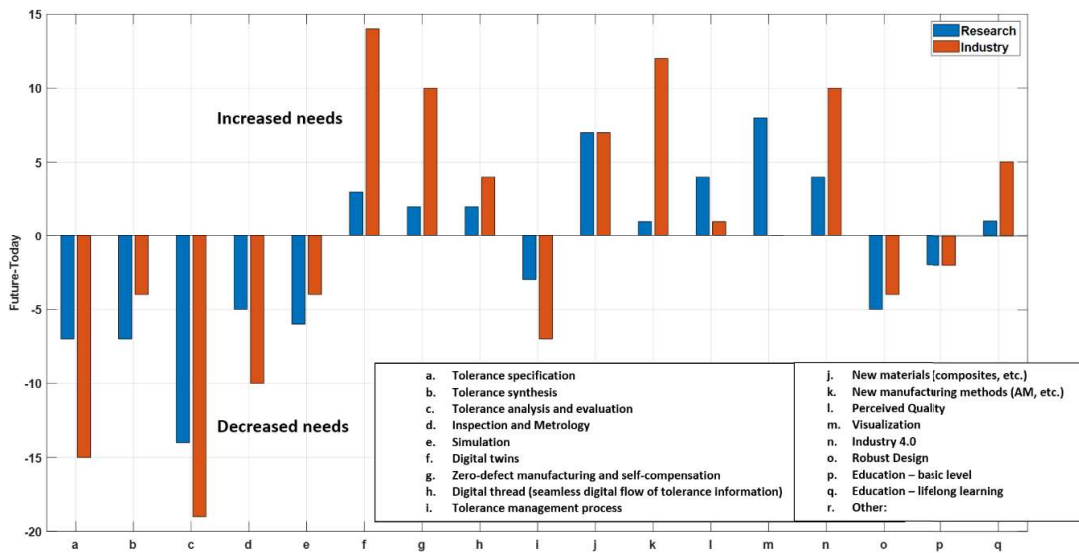 15
10
5
0
-5
-10
-15
-20
Future-Today
Research
Industry
Increased needs
Decreased needs
a. Tolerance specification
b. Tolerance synthesis
c. Tolerance analysis and evaluation
d. Inspection and Metrology
e. Simulation
f. Digital twins
g. Zero-defect manufacturing and self-compensation
h. Digital thread (seamless digital flow of tolerance information)
i. Tolerance management process
j. New materials (composites, etc.)
k. New manufacturing methods (AM, etc.)
l. Perceived Quality
m. Visualization
n. Industry 4.0
o. Robust Design
p. Education – basic level
q. Education – lifelong learning
r. Other:
a b c d e f g h i j k l m n o p q